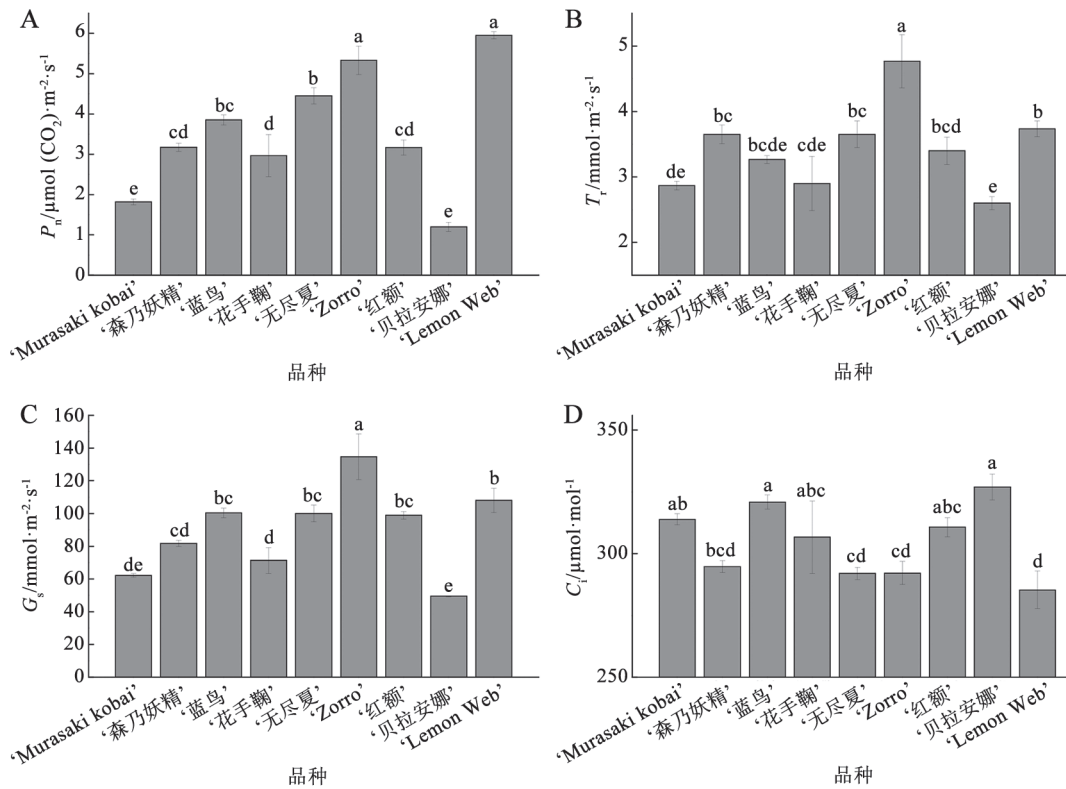 A
P_n/μmol (CO₂)·m⁻²·s⁻¹
6
5
4
3
2
1
0
e
cd
bc
d
b
a
cd
e
a
‘Murasaki kobai’
‘森乃妖精’
‘蓝鸟’
‘花手鞠’
‘无尽夏’
‘Zorro’
‘红额’
‘贝拉安娜’
‘Lemon Web’
品种
B
T_r/mmol·m⁻²·s⁻¹
5
4
3
2
de
bc
bcde
cde
bc
a
bcd
e
b
‘Murasaki kobai’
‘森乃妖精’
‘蓝鸟’
‘花手鞠’
‘无尽夏’
‘Zorro’
‘红额’
‘贝拉安娜’
‘Lemon Web’
品种
C
G_s/mmol·m⁻²·s⁻¹
160
140
120
100
80
60
40
20
0
de
cd
bc
d
bc
a
bc
e
b
‘Murasaki kobai’
‘森乃妖精’
‘蓝鸟’
‘花手鞠’
‘无尽夏’
‘Zorro’
‘红额’
‘贝拉安娜’
‘Lemon Web’
品种
D
C_i/μmol·mol⁻¹
350
300
250
ab
bcd
a
abc
cd
cd
abc
a
d
‘Murasaki kobai’
‘森乃妖精’
‘蓝鸟’
‘花手鞠’
‘无尽夏’
‘Zorro’
‘红额’
‘贝拉安娜’
‘Lemon Web’
品种